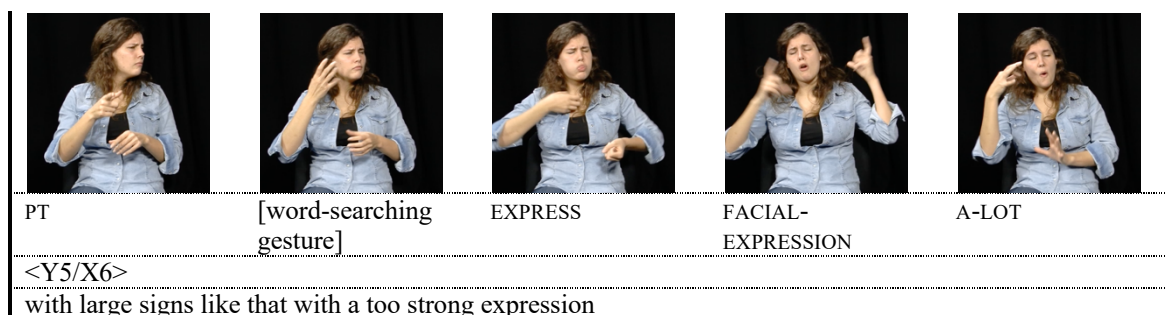 PT [word-searching gesture] EXPRESS FACIAL-EXPRESSION A-LOT
<Y5/X6>
with large signs like that with a too strong expression